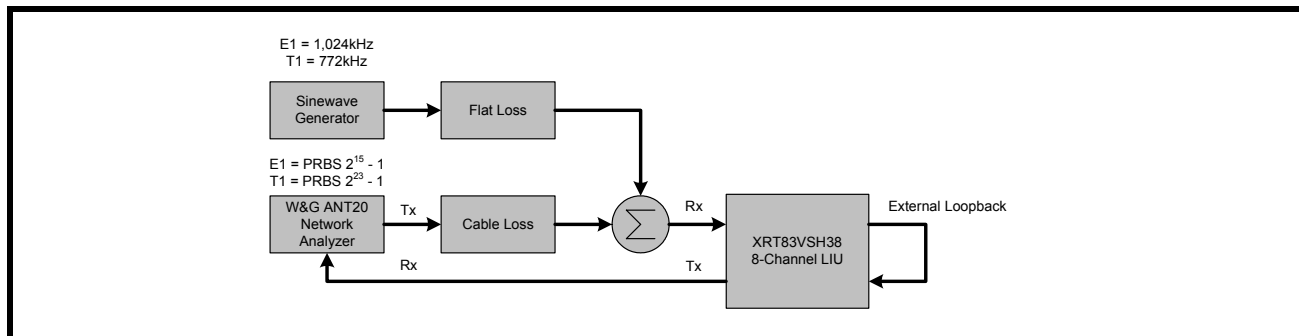 E1 = 1,024kHz
T1 = 772kHz
Sinewave
Generator
Flat Loss
E1 = PRBS 2^15 - 1
T1 = PRBS 2^23 - 1
W&G ANT20
Network
Analyzer
Tx
Cable Loss
Σ
Rx
External Loopback
XRT83VSH38
8-Channel LIU
Rx
Tx